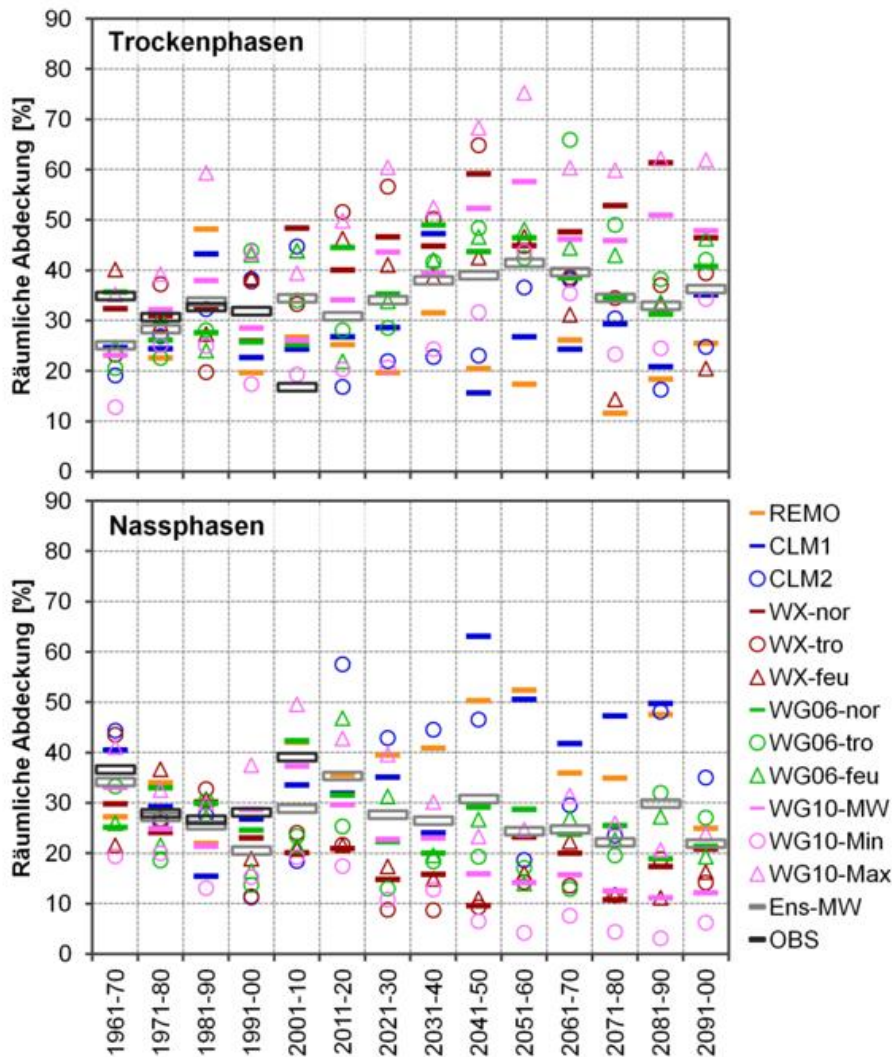 Trockenphasen
Räumliche Abdeckung [%]
90
80
70
60
50
40
30
20
10
0
Nassphasen
Räumliche Abdeckung [%]
90
80
70
60
50
40
30
20
10
0
1961-70
1971-80
1981-90
1991-00
2001-10
2011-20
2021-30
2031-40
2041-50
2051-60
2061-70
2071-80
2081-90
2091-00
REMO
CLM1
CLM2
WX-nor
WX-tro
WX-feu
WG06-nor
WG06-tro
WG06-feu
WG10-MW
WG10-Min
WG10-Max
Ens-MW
OBS